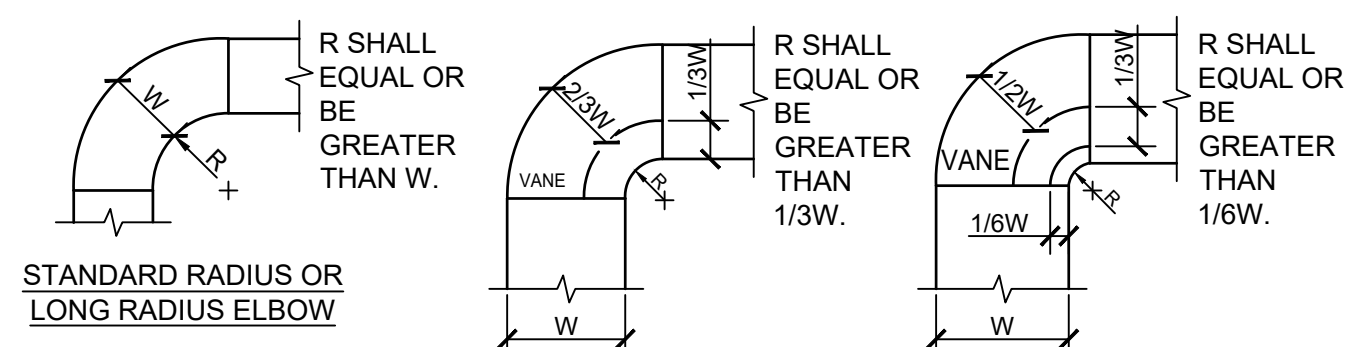 W
R
R SHALL
EQUAL OR
BE
GREATER
THAN W.
STANDARD RADIUS OR
LONG RADIUS ELBOW
2/3W
1/3W
VANE
R
W
R SHALL
EQUAL OR
BE
GREATER
THAN
1/3W.
1/2W
1/3W
VANE
R
1/6W
W
R SHALL
EQUAL OR
BE
GREATER
THAN
1/6W.